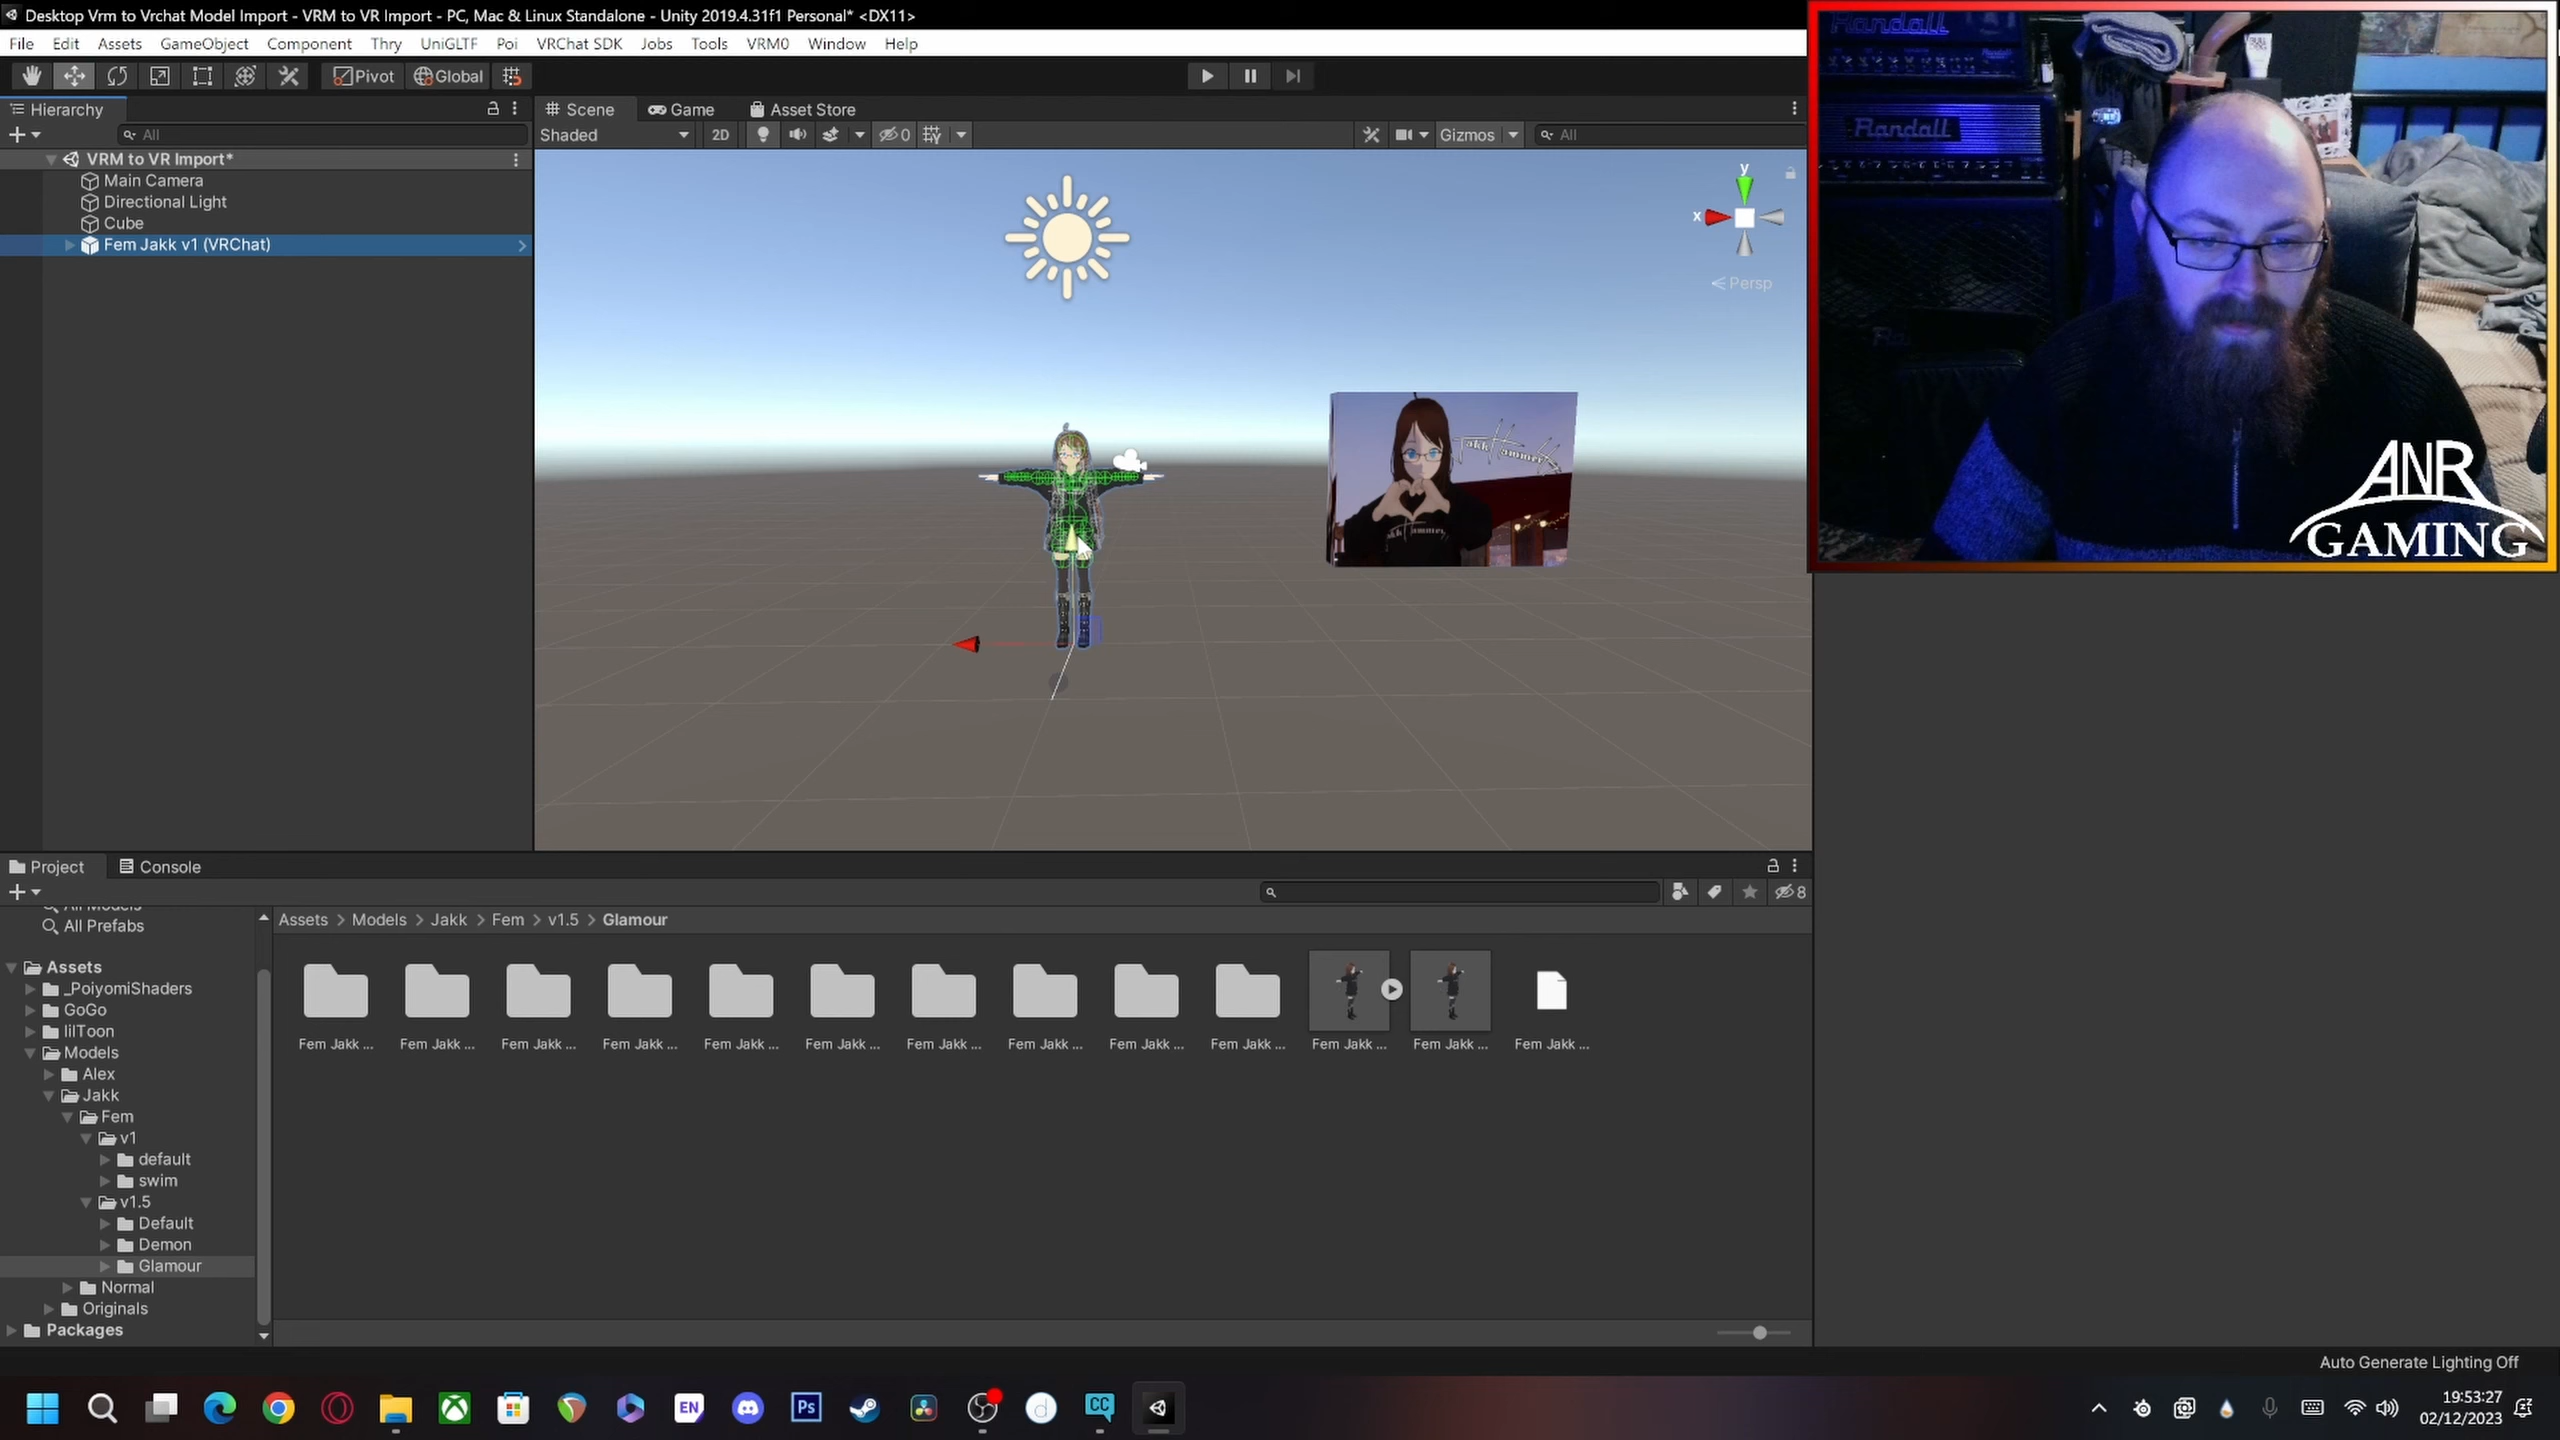 Desktop Vrm to Vrchat Model Import - VRM to VR Import - PC, Mac & Linux Standalone - Unity 2019.4.31f1 Personal* <DX11>
File Edit Assets GameObject Component Thry UniGLTF Poi VRChat SDK Jobs Tools VRM0 Window Help
Pivot Global
Hierarchy
All
VRM to VR Import*
Main Camera
Directional Light
Cube
Fem Jakk v1 (VRChat)
Scene Game Asset Store
Shaded 2D 0 Gizmos All
y
x
Persp
Randall
Randall
ANR
GAMING
Project Console
8
All Models
All Prefabs
Assets
_PoiyomiShaders
GoGo
lilToon
Models
Alex
Jakk
Fem
v1
default
swim
v1.5
Default
Demon
Glamour
Normal
Originals
Packages
Assets > Models > Jakk > Fem > v1.5 > Glamour
Fem Jakk ... Fem Jakk ... Fem Jakk ... Fem Jakk ... Fem Jakk ... Fem Jakk ... Fem Jakk ... Fem Jakk ... Fem Jakk ... Fem Jakk ... Fem Jakk ... Fem Jakk ... Fem Jakk ...
Auto Generate Lighting Off
EN Ps CC
19:53:27
02/12/2023